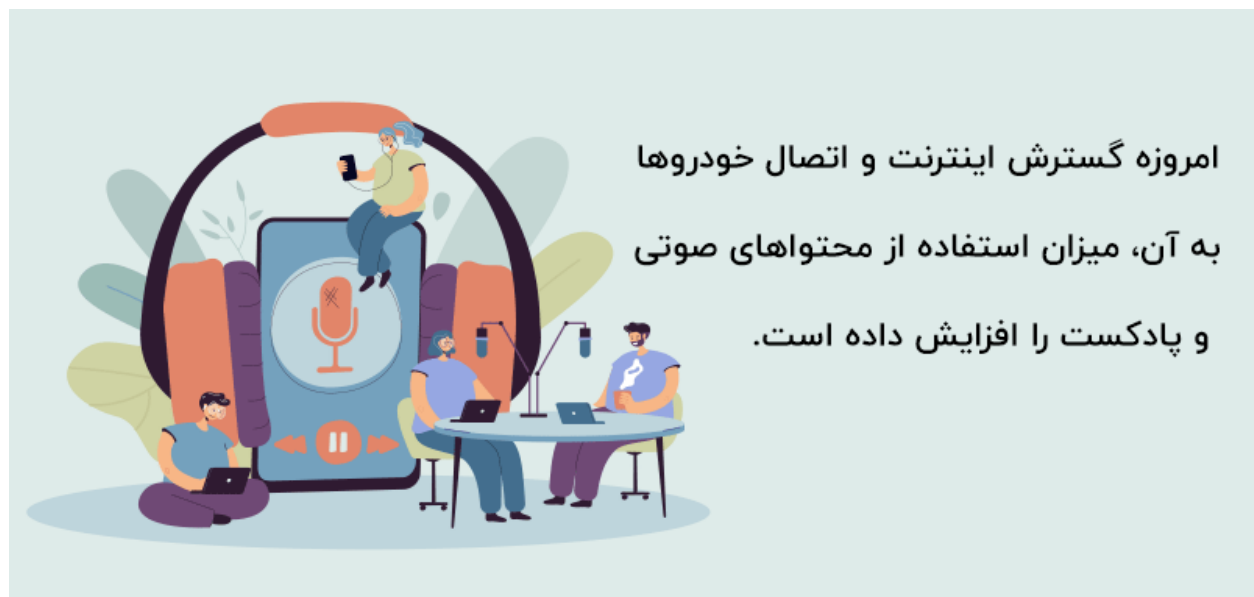 امروزه گسترش اینترنت و اتصال خودروها
به آن، میزان استفاده از محتواهای صوتی
و پادکست را افزایش داده است.